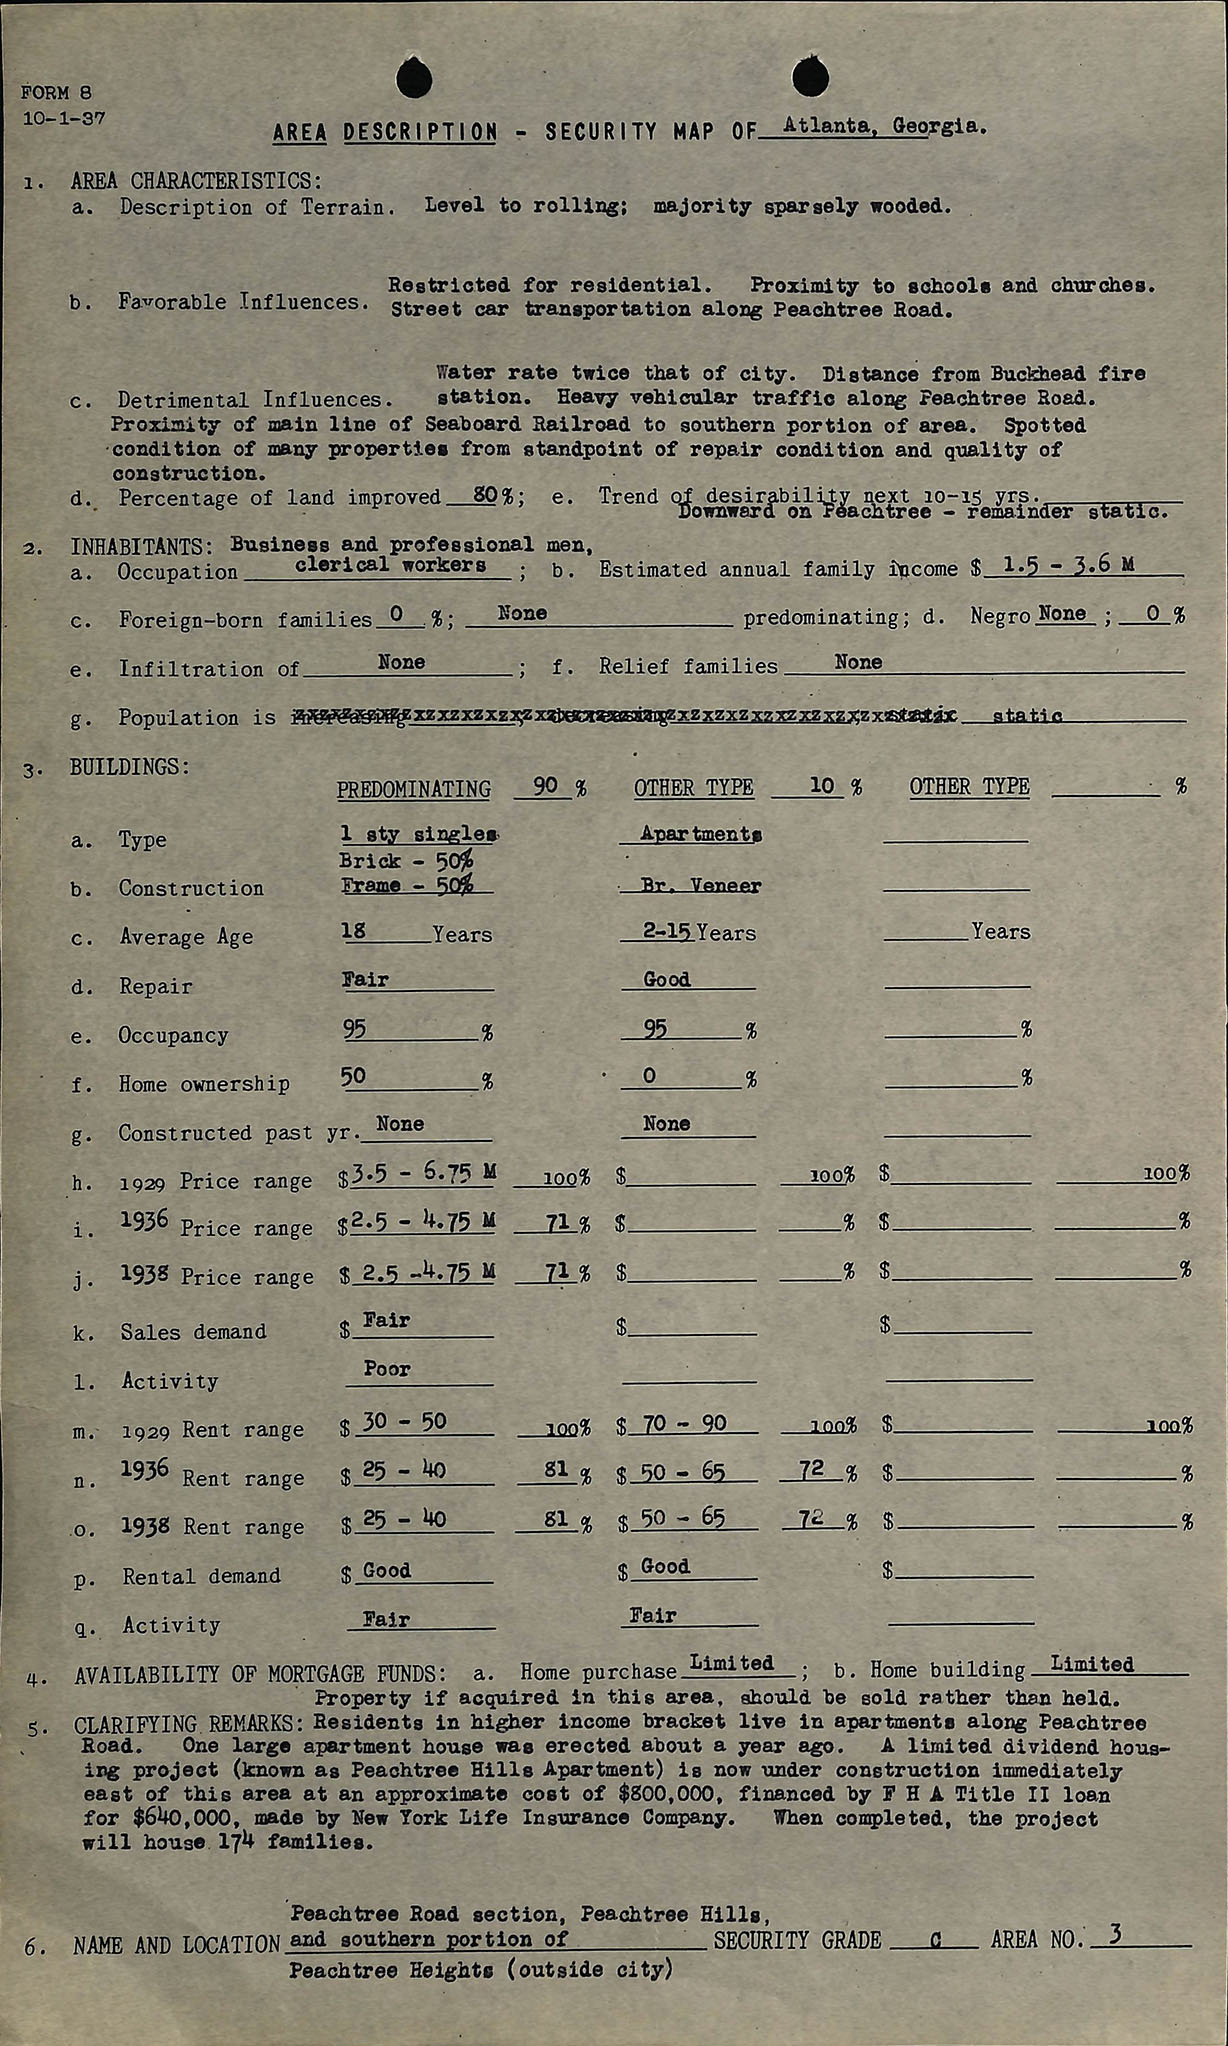 FORM 8
10-1-37
AREA DESCRIPTION - SECURITY MAP OF Atlanta, Georgia.
1. AREA CHARACTERISTICS:
a. Description of Terrain. Level to rolling; majority sparsely wooded.
Restricted for residential. Proximity to schools and churches.
b. Favorable Influences. Street car transportation along Peachtree Road.
Water rate twice that of city. Distance from Buckhead fire
c. Detrimental Influences. station. Heavy vehicular traffic along Peachtree Road.
Proximity of main line of Seaboard Railroad to southern portion of area. Spotted
condition of many properties from standpoint of repair condition and quality of
construction.
d. Percentage of land improved 80%; e. Trend of desirability next 10-15 yrs.
Downward on Peachtree - remainder static.
2. INHABITANTS: Business and professional men,
a. Occupation clerical workers ; b. Estimated annual family income $ 1.5 - 3.6 M
c. Foreign-born families 0 %; None predominating; d. Negro None ; 0 %
e. Infiltration of None ; f. Relief families None
g. Population is static
3. BUILDINGS:
PREDOMINATING 90 % OTHER TYPE 10 % OTHER TYPE %
a. Type 1 sty singles Apartments
Brick - 50%
b. Construction Frame - 50% Br. Veneer
c. Average Age 18 Years 2-15 Years Years
d. Repair Fair Good
e. Occupancy 95 % 95 % %
f. Home ownership 50 % 0 % %
g. Constructed past yr. None None
h. 1929 Price range $3.5 - 6.75 M 100% $ 100% $ 100%
i. 1936 Price range $2.5 - 4.75 M 71 % $ % $ %
j. 1938 Price range $ 2.5 -4.75 M 71 % $ % $ %
k. Sales demand $ Fair $ $
l. Activity Poor
m. 1929 Rent range $ 30 - 50 100% $ 70 - 90 100% $ 100%
n. 1936 Rent range $ 25 - 40 81 % $ 50 - 65 72 % $ %
o. 1938 Rent range $ 25 - 40 81 % $ 50 - 65 72 % $ %
p. Rental demand $ Good $ Good $
q. Activity Fair Fair
4. AVAILABILITY OF MORTGAGE FUNDS: a. Home purchase Limited ; b. Home building Limited
Property if acquired in this area, should be sold rather than held.
5. CLARIFYING REMARKS: Residents in higher income bracket live in apartments along Peachtree
Road. One large apartment house was erected about a year ago. A limited dividend hous-
ing project (known as Peachtree Hills Apartment) is now under construction immediately
east of this area at an approximate cost of $800,000, financed by F H A Title II loan
for $640,000, made by New York Life Insurance Company. When completed, the project
will house 174 families.
Peachtree Road section, Peachtree Hills,
6. NAME AND LOCATION and southern portion of SECURITY GRADE C AREA NO. 3
Peachtree Heights (outside city)